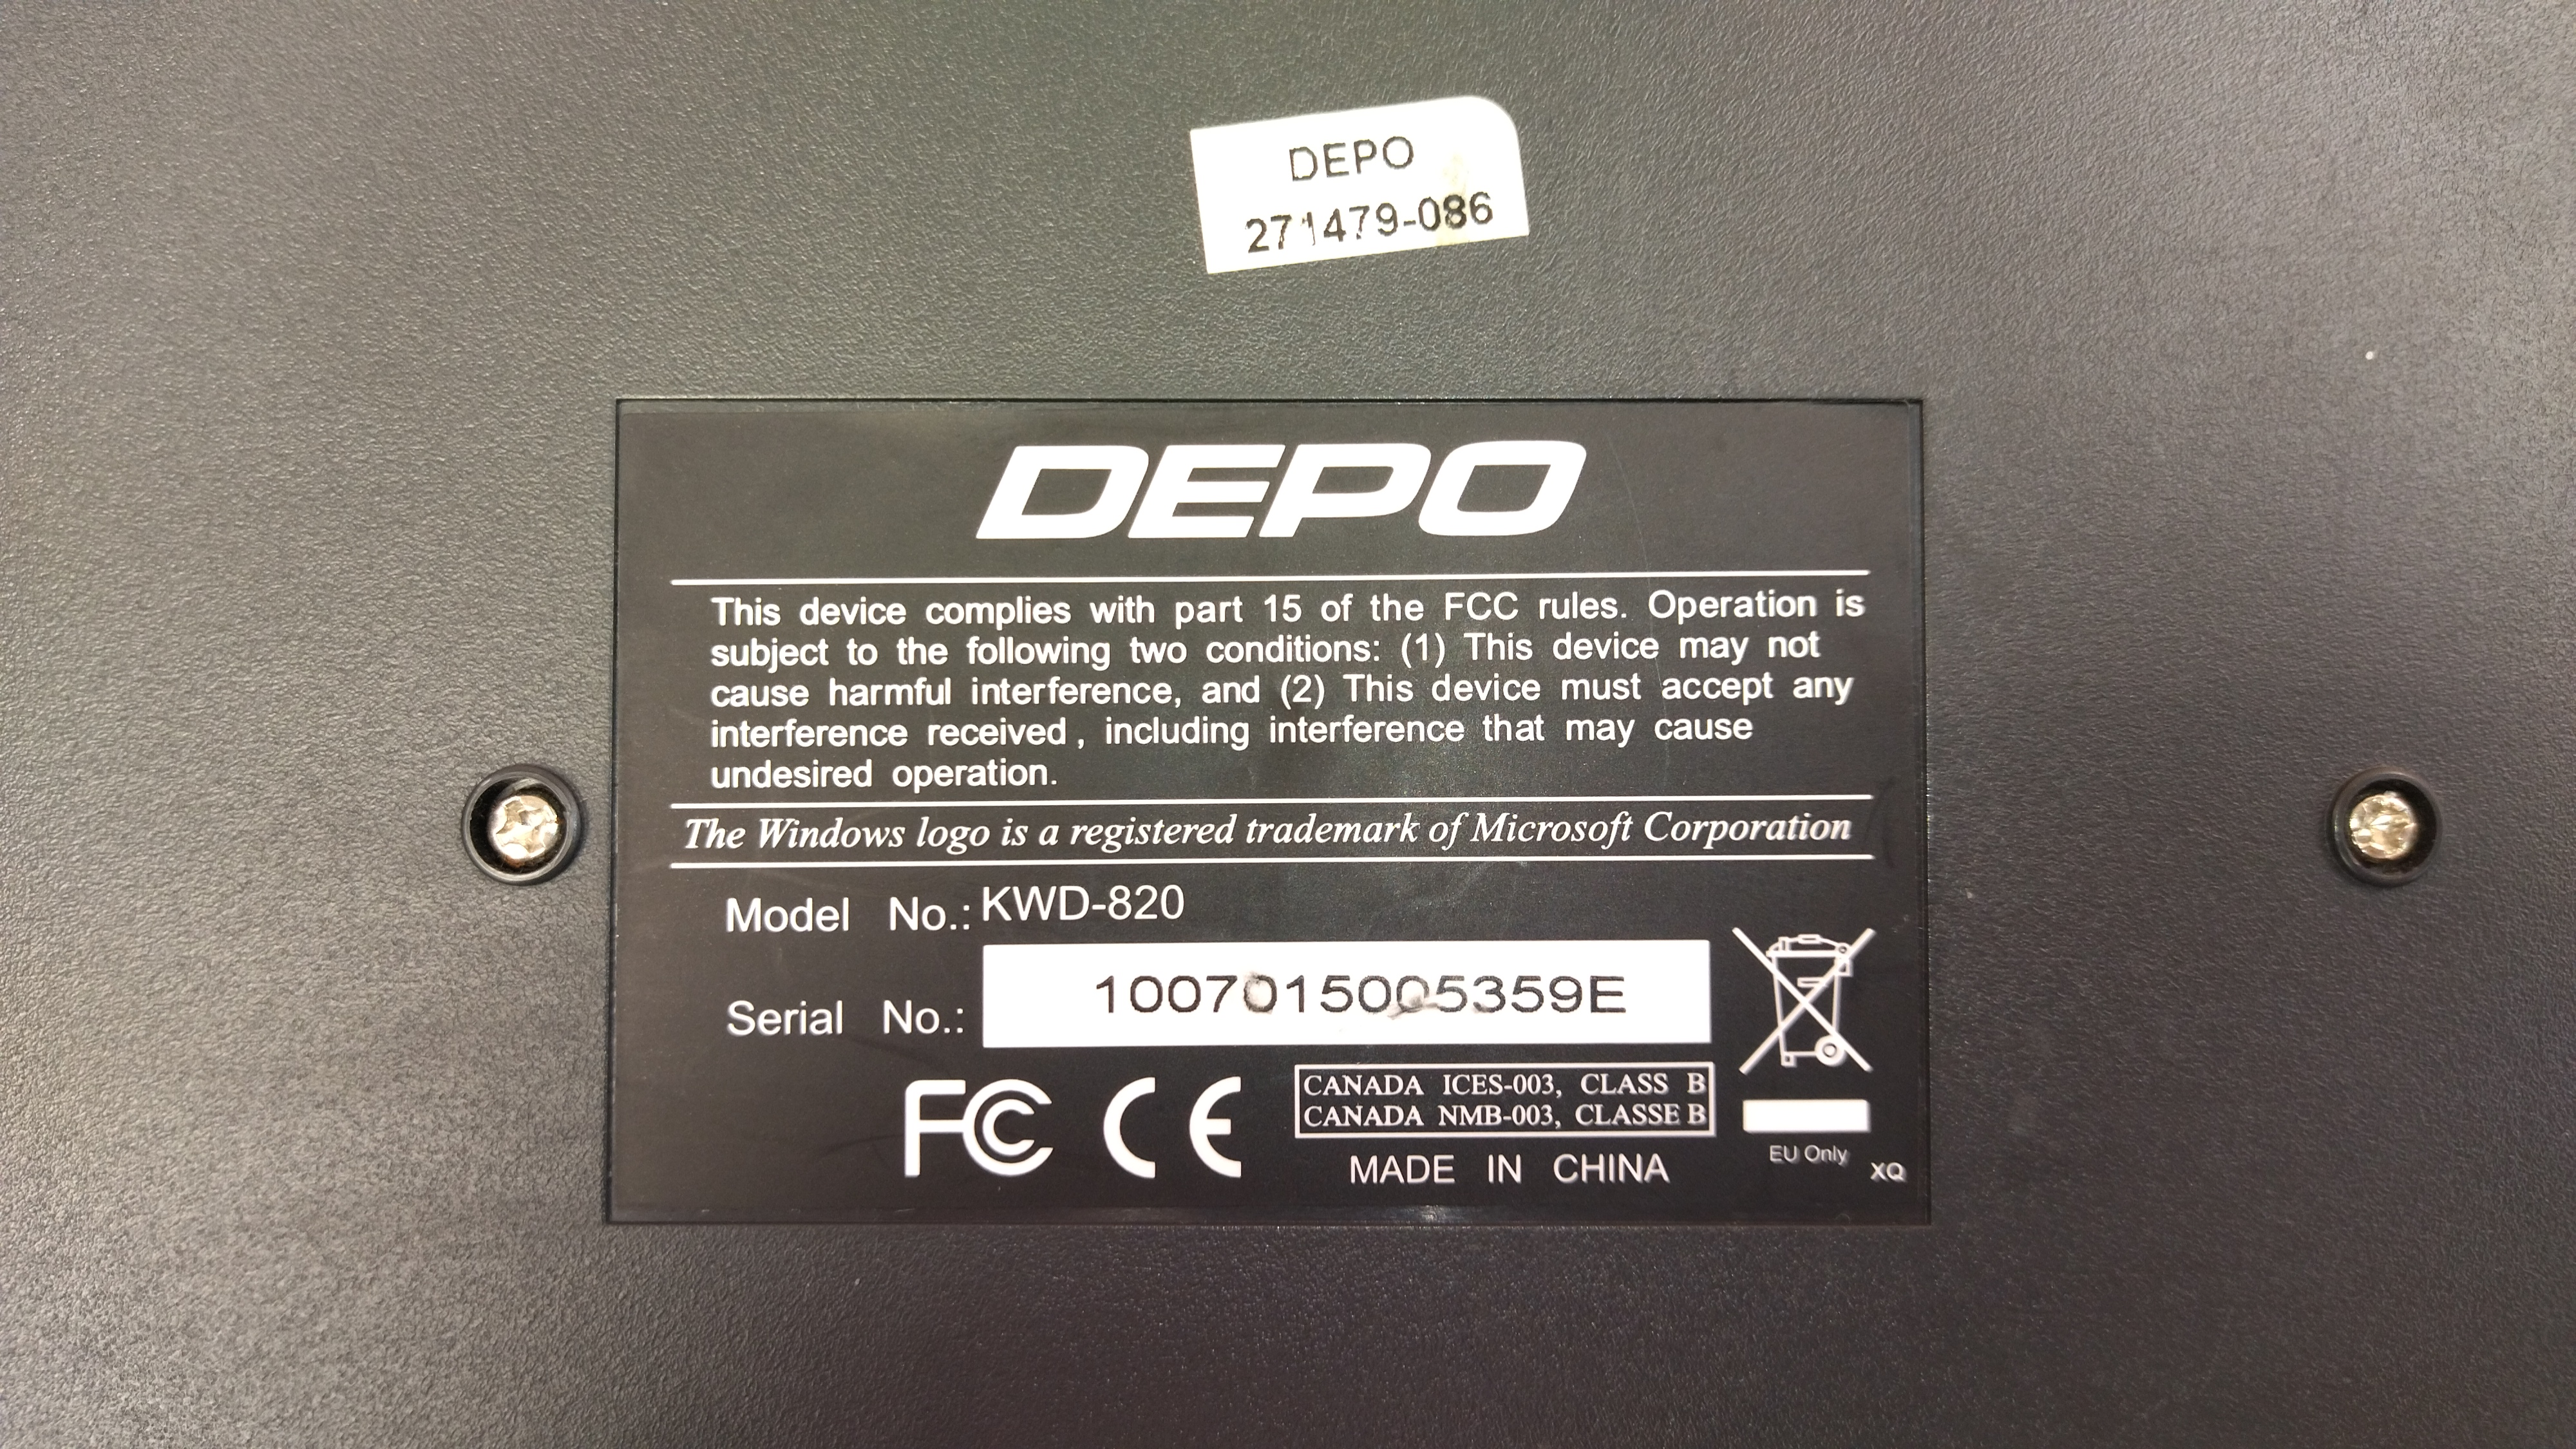 DEPO
271479-086
DEPO
This device complies with part 15 of the FCC rules. Operation is
subject to the following two conditions: (1) This device may not
cause harmful interference, and (2) This device must accept any
interference received, including interference that may cause
undesired operation.
The Windows logo is a registered trademark of Microsoft Corporation
Model No.: KWD-820
Serial No.: 1007015005359E
FC CE
CANADA ICES-003, CLASS B
CANADA NMB-003, CLASSE B
MADE IN CHINA
EU Only
XQ